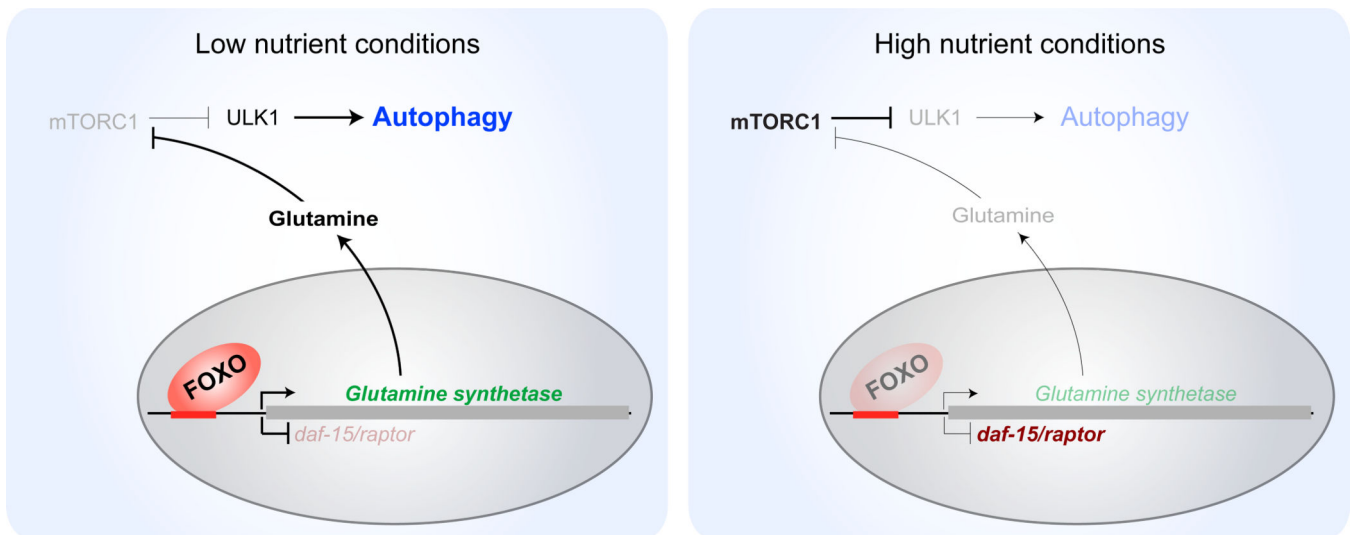 Low nutrient conditions
mTORC1 ULK1 Autophagy
Glutamine
FOXO
Glutamine synthetase
daf-15/raptor
High nutrient conditions
mTORC1 ULK1 Autophagy
Glutamine
FOXO
Glutamine synthetase
daf-15/raptor